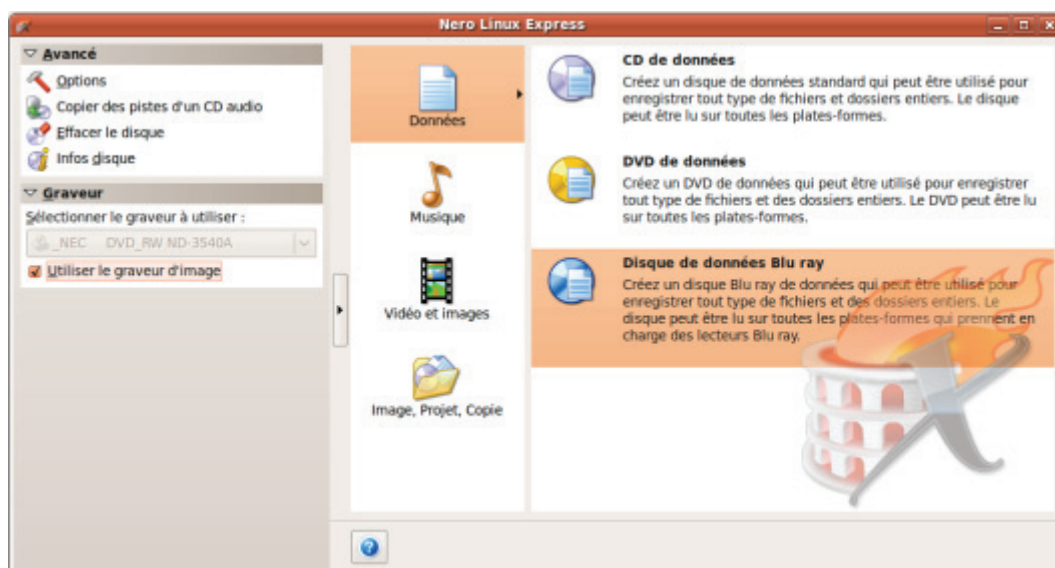 Nero Linux Express
Avancé
Options
Copier des pistes d'un CD audio
Effacer le disque
Infos disque
Graveur
Sélectionner le graveur à utiliser :
_NEC DVD_RW ND-3540A
Utiliser le graveur d'image
Données
Musique
Vidéo et images
Image, Projet, Copie
CD de données
Créez un disque de données standard qui peut être utilisé pour
enregistrer tout type de fichiers et dossiers entiers. Le disque
peut être lu sur toutes les plates-formes.
DVD de données
Créez un DVD de données qui peut être utilisé pour enregistrer
tout type de fichiers et des dossiers entiers. Le DVD peut être lu
sur toutes les plates-formes.
Disque de données Blu ray
Créez un disque Blu ray de données qui peut être utilisé pour
enregistrer tout type de fichiers et des dossiers entiers. Le
disque peut être lu sur toutes les plates-formes qui prennent en
charge des lecteurs Blu ray.